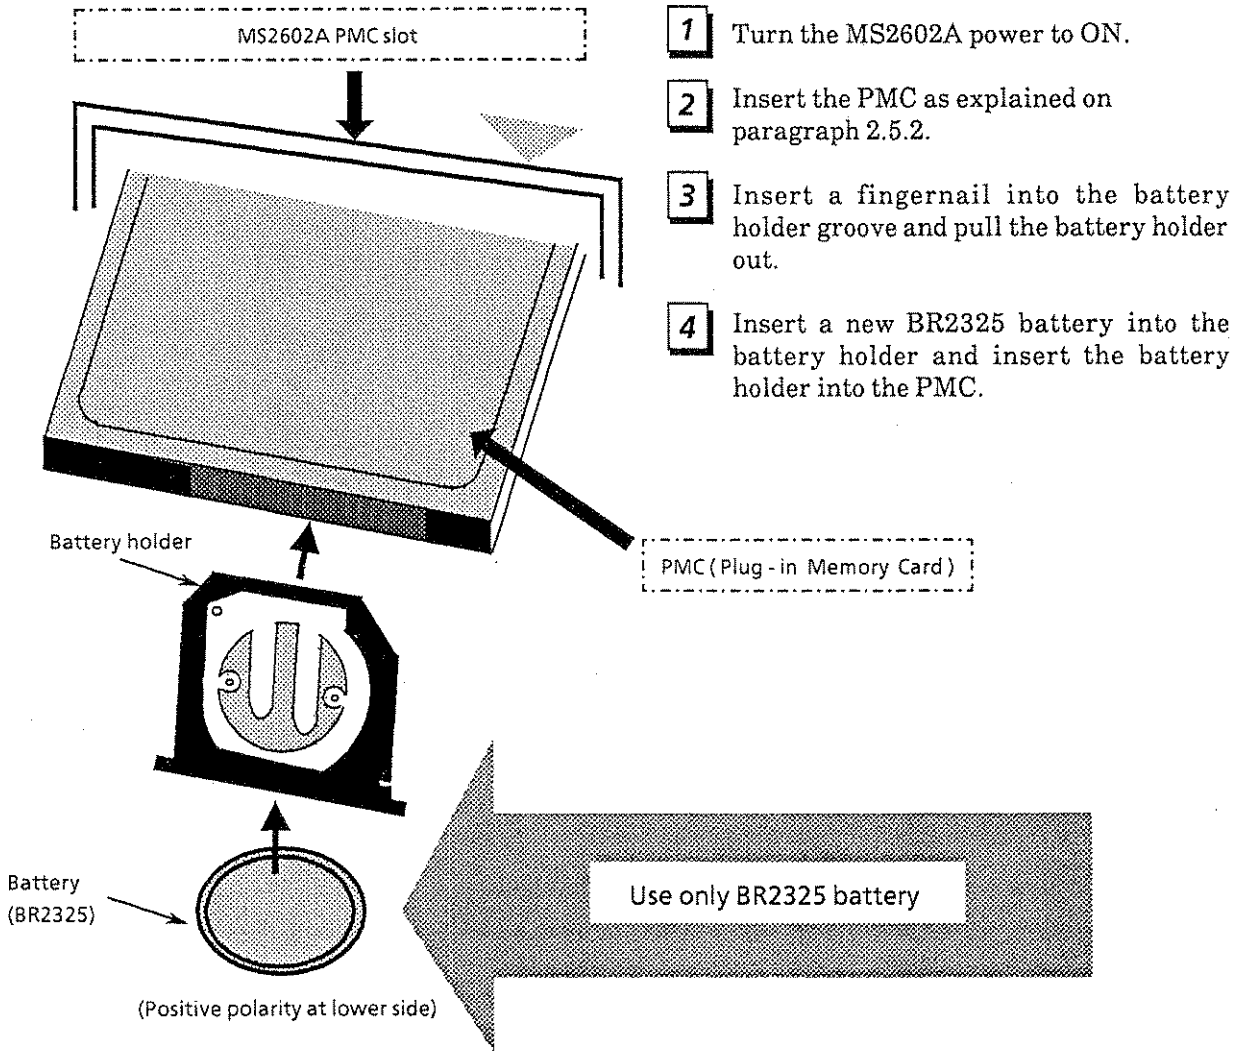 MS2602A PMC slot
1 Turn the MS2602A power to ON.
2 Insert the PMC as explained on
paragraph 2.5.2.
3 Insert a fingernail into the battery
holder groove and pull the battery holder
out.
4 Insert a new BR2325 battery into the
battery holder and insert the battery
holder into the PMC.
Battery holder
PMC ( Plug - in Memory Card )
Battery
(BR2325)
Use only BR2325 battery
(Positive polarity at lower side)